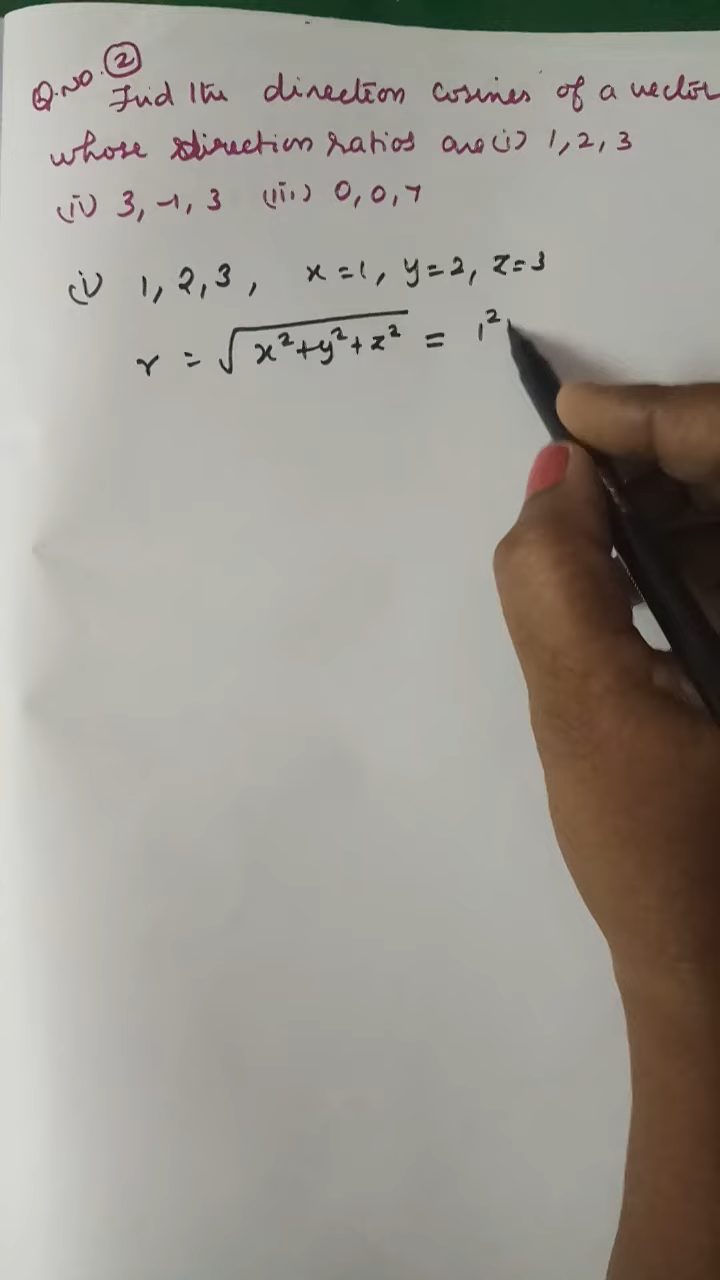 Q.No. 2
Find the direction cosines of a vector
whose direction ratios are (i) 1, 2, 3
(ii) 3, -1, 3 (iii) 0, 0, 7
(i) 1, 2, 3, x = 1, y = 2, z = 3
r = √x²+y²+z² = 1²